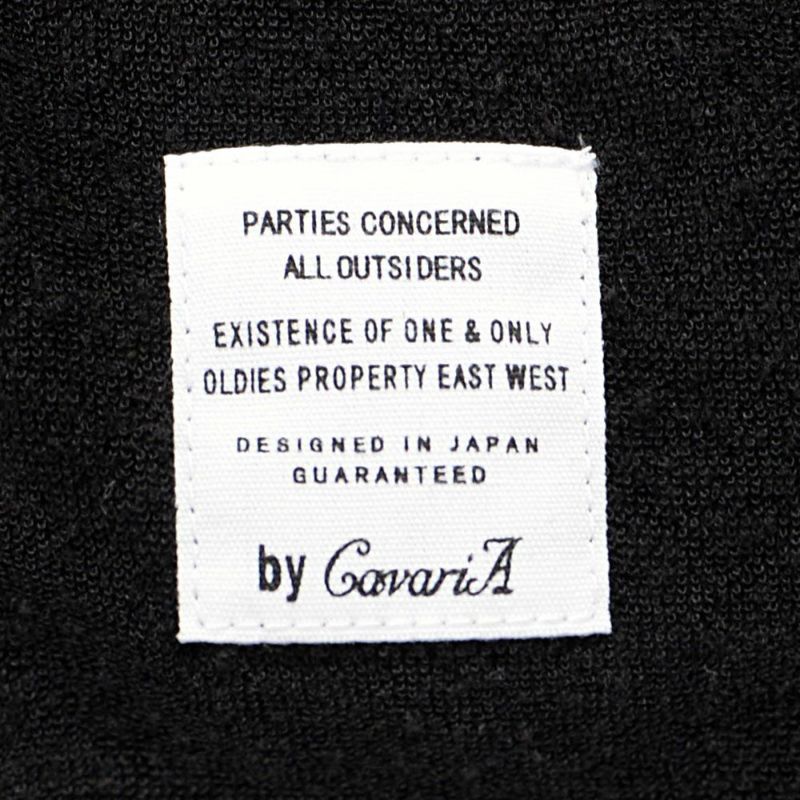 PARTIES CONCERNED
ALL OUTSIDERS
EXISTENCE OF ONE & ONLY
OLDIES PROPERTY EAST WEST
DESIGNED IN JAPAN
GUARANTEED
by CavariA